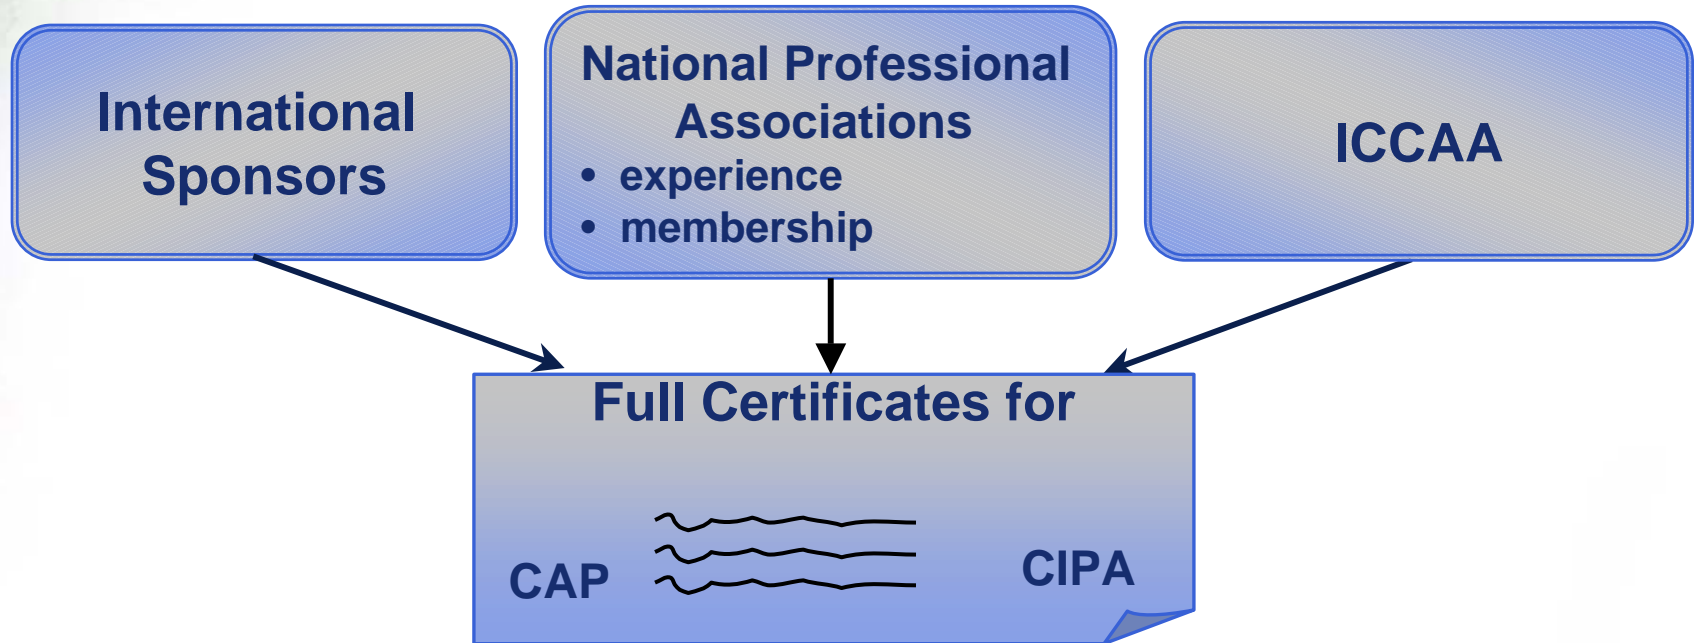 International
Sponsors
National Professional
Associations
• experience
• membership
ICCAA
Full Certificates for
CAP
CIPA